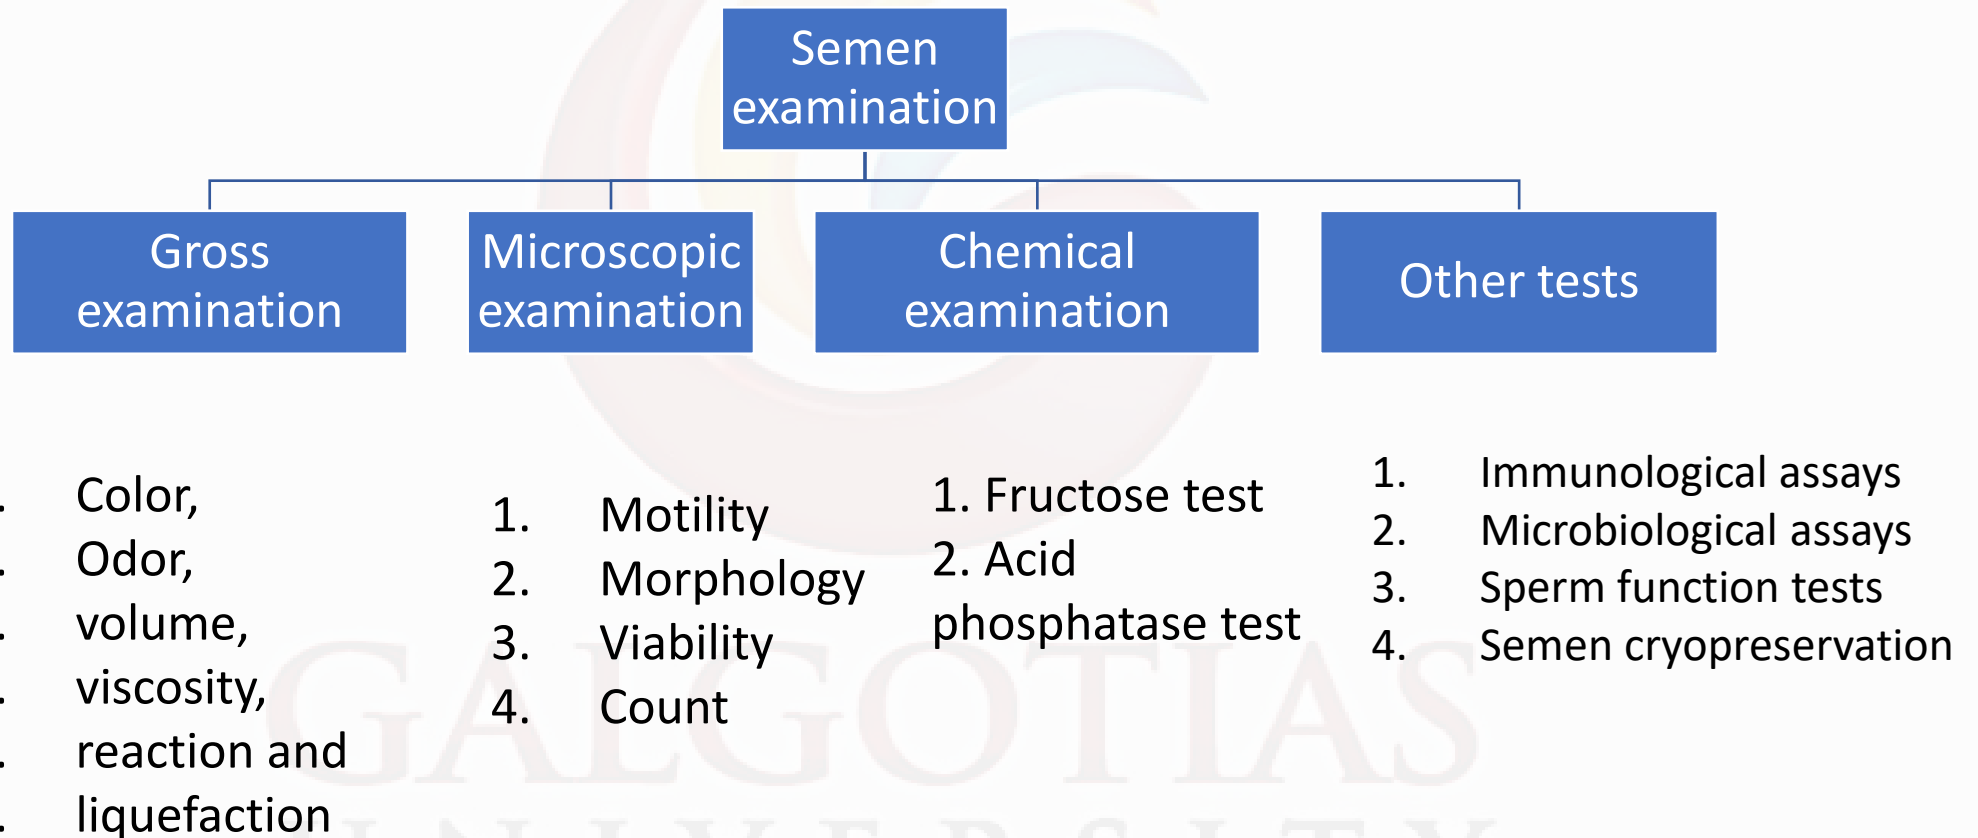 Semen
examination
Gross
examination
Microscopic
examination
Chemical
examination
Other tests
. Color,
. Odor,
. volume,
. viscosity,
. reaction and
. liquefaction
1. Motility
2. Morphology
3. Viability
4. Count
1. Fructose test
2. Acid
phosphatase test
1. Immunological assays
2. Microbiological assays
3. Sperm function tests
4. Semen cryopreservation
GALGOTIAS
UNIVERSITY